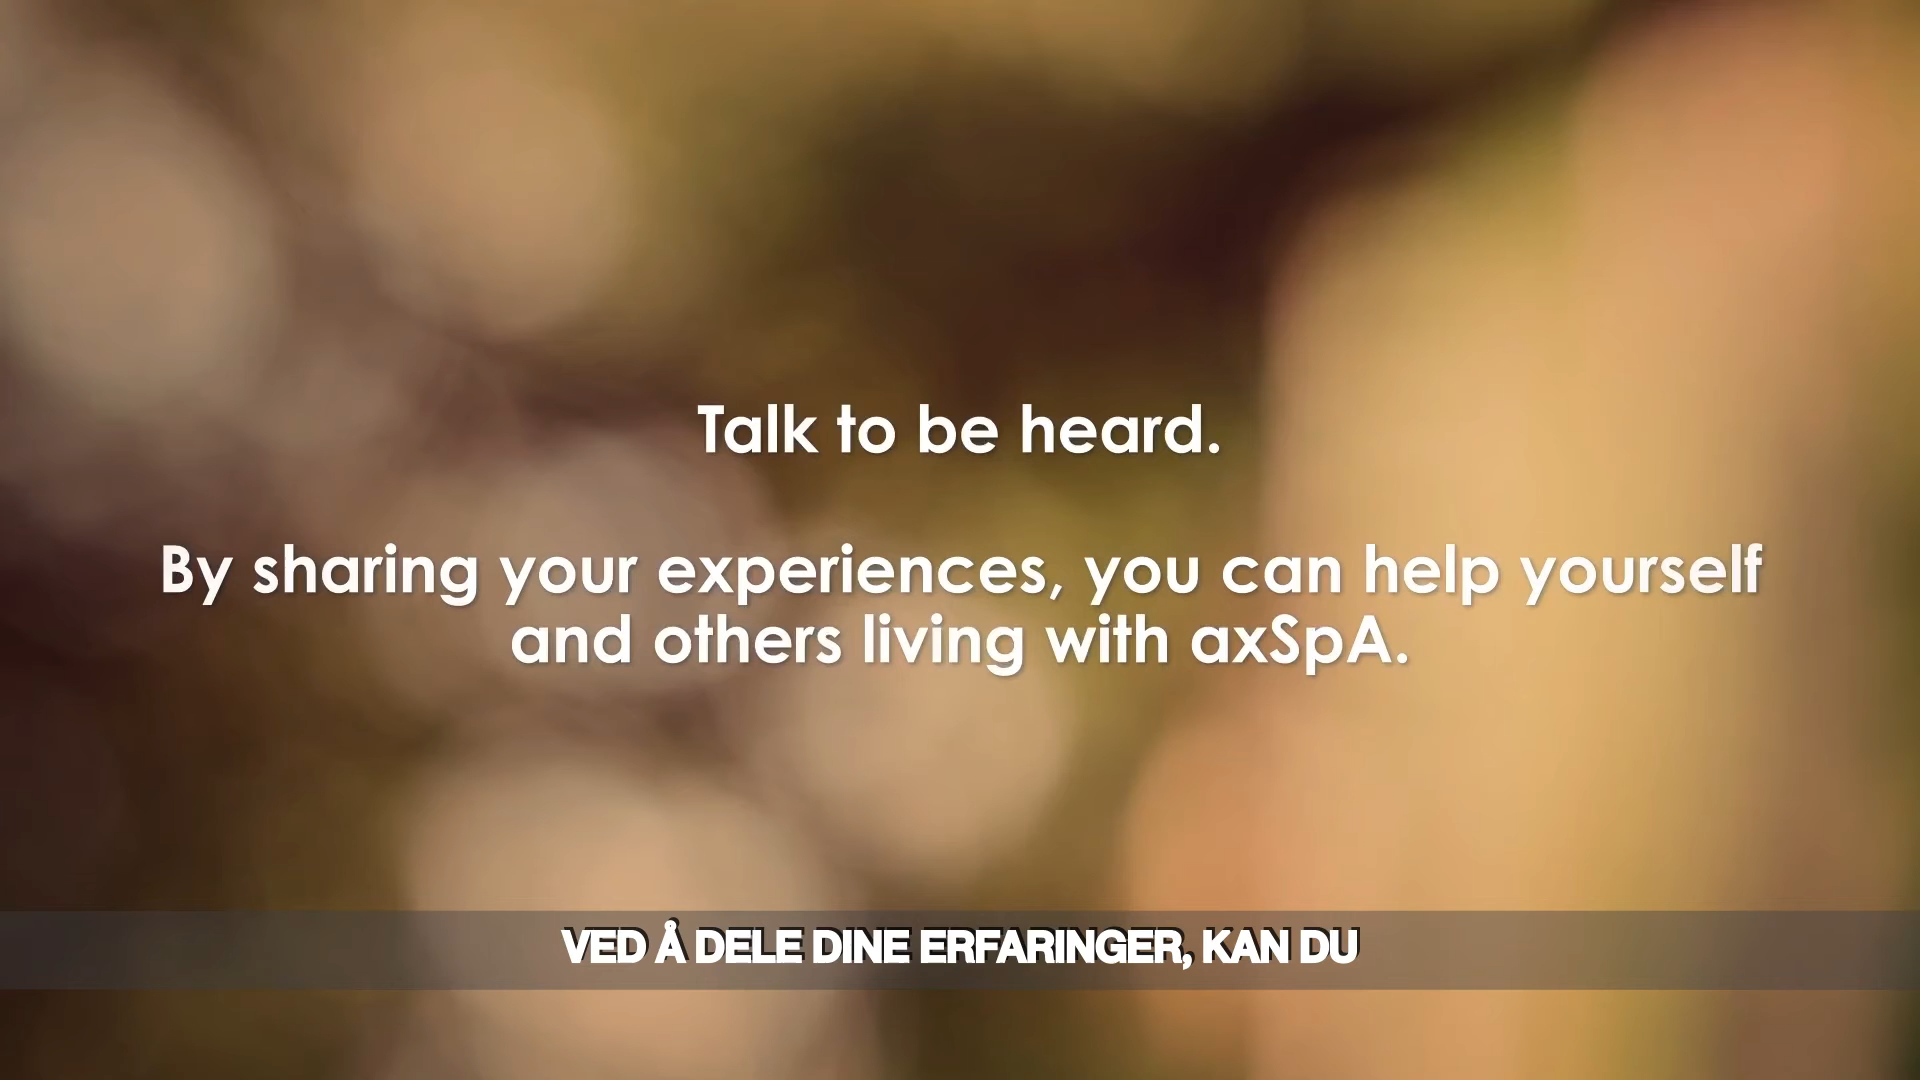 Talk to be heard.
By sharing your experiences, you can help yourself
and others living with axSpA.
VED Å DELE DINE ERFARINGER, KAN DU